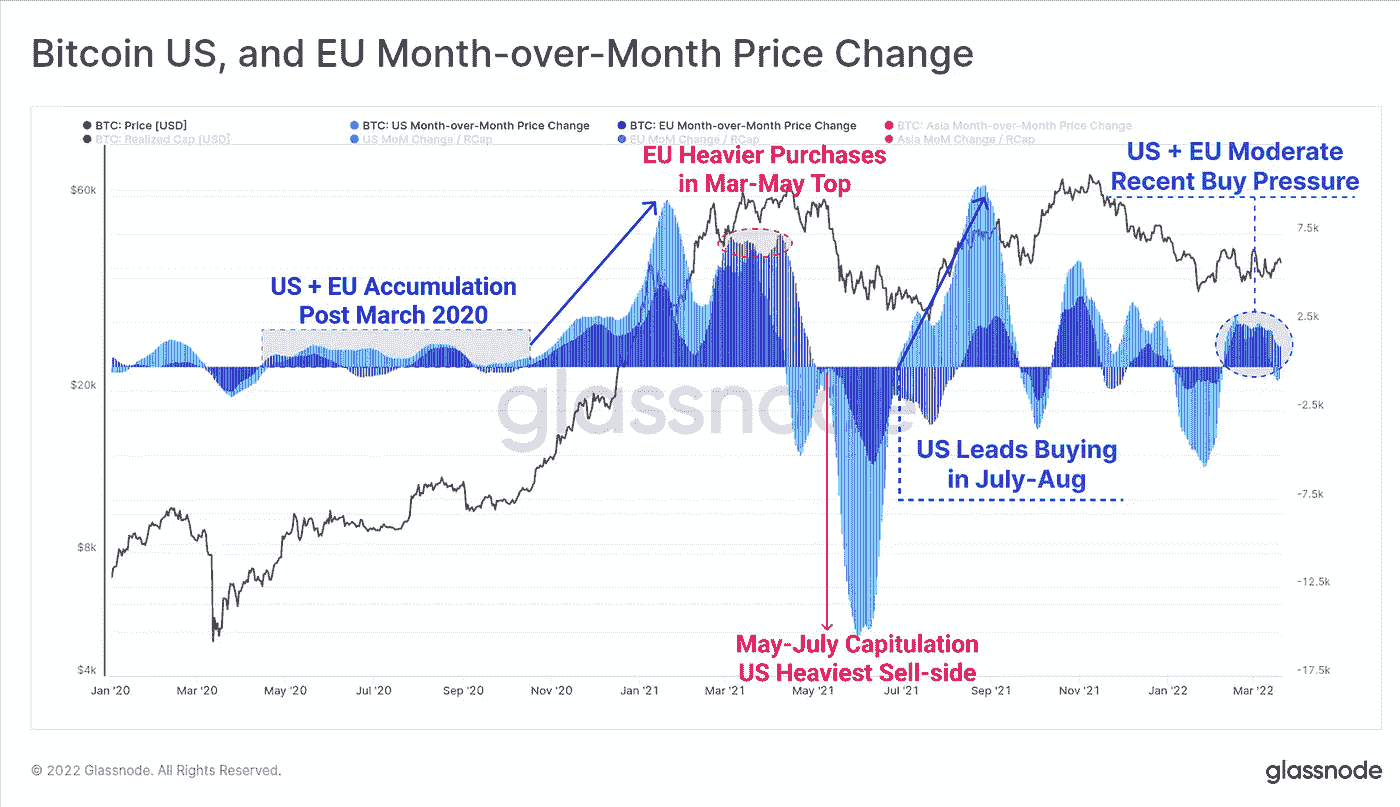 Bitcoin US, and EU Month-over-Month Price Change
BTC: Price [USD]
BTC: US Month-over-Month Price Change
BTC: EU Month-over-Month Price Change
BTC: Asia Month-over-Month Price Change
BTC: Realized Cap [USD]
US MoM Change / RCap
EU MoM Change / RCap
Asia MoM Change / RCap
EU Heavier Purchases
in Mar-May Top
US + EU Moderate
Recent Buy Pressure
$60k
7.5k
US + EU Accumulation
Post March 2020
2.5k
$20k
glassnode
-2.5k
US Leads Buying
in July-Aug
-7.5k
$8k
-12.5k
May-July Capitulation
US Heaviest Sell-side
$4k
-17.5k
Jan '20
Mar '20
May '20
Jul '20
Sep '20
Nov '20
Jan '21
Mar '21
May '21
Jul '21
Sep '21
Nov '21
Jan '22
Mar '22
© 2022 Glassnode. All Rights Reserved.
glassnode